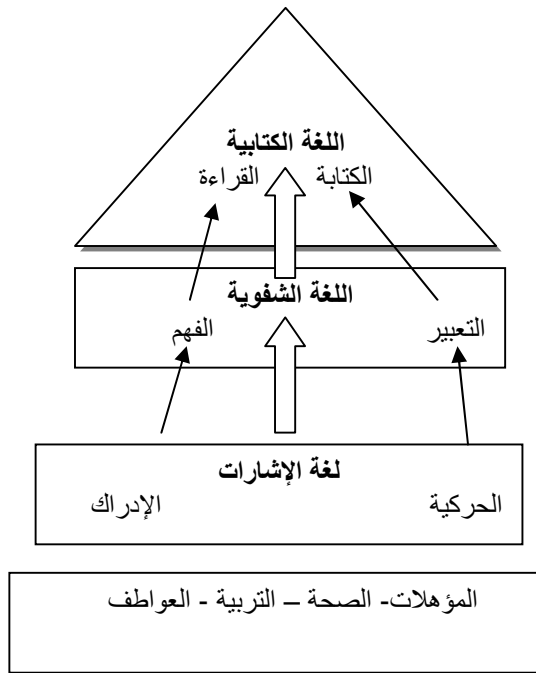 اللغة الكتابية
الكتابة القراءة
اللغة الشفوية
التعبير الفهم
لغة الإشارات
الحركية الإدراك
المؤهلات- الصحة – التربية - العواطف